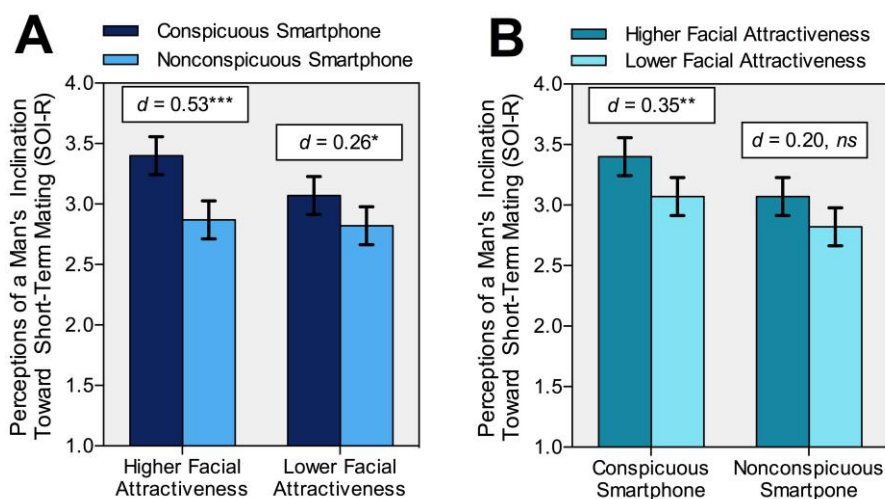 A
Conspicuous Smartphone
Nonconspicuous Smartphone
Perceptions of a Man's Inclination
Toward Short-Term Mating (SOI-R)
4.0
3.5
3.0
2.5
2.0
1.5
1.0
d = 0.53***
d = 0.26*
Higher Facial
Attractiveness
Lower Facial
Attractiveness
B
Higher Facial Attractiveness
Lower Facial Attractiveness
Perceptions of a Man's Inclination
Toward Short-Term Mating (SOI-R)
4.0
3.5
3.0
2.5
2.0
1.5
1.0
d = 0.35**
d = 0.20, ns
Conspicuous
Smartphone
Nonconspicuous
Smartpone